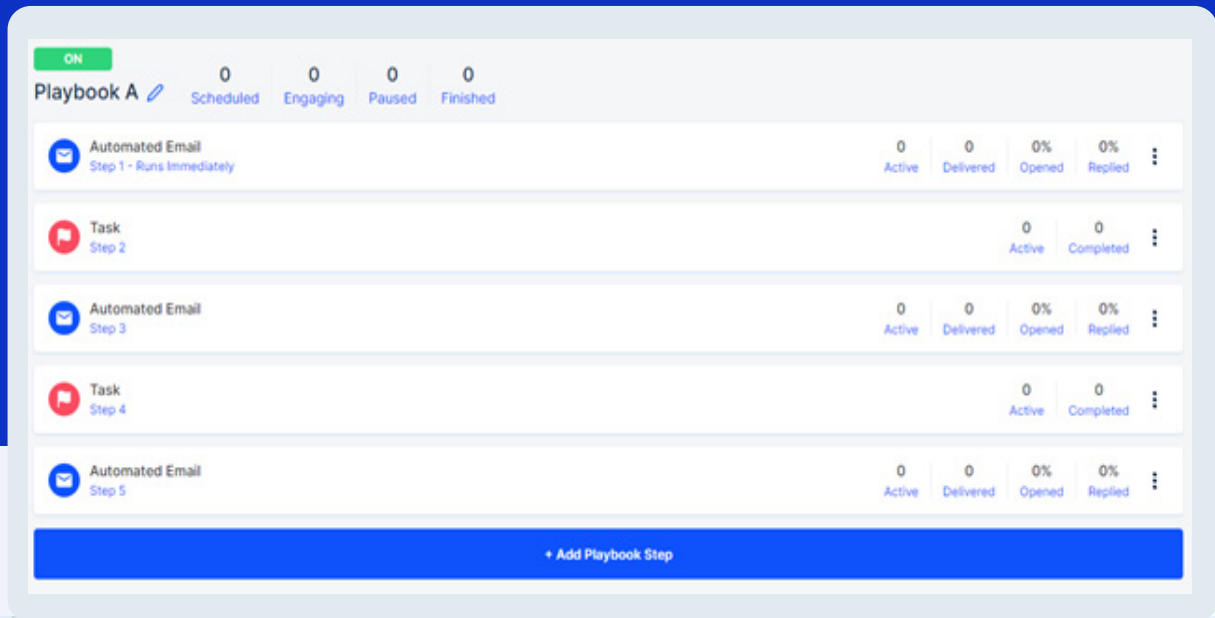 ON
Playbook A
0 0 0 0
Scheduled Engaging Paused Finished
Automated Email
Step 1 - Runs Immediately
0 0 0% 0%
Active Delivered Opened Replied
Task
Step 2
0 0
Active Completed
Automated Email
Step 3
0 0 0% 0%
Active Delivered Opened Replied
Task
Step 4
0 0
Active Completed
Automated Email
Step 5
0 0 0% 0%
Active Delivered Opened Replied
+ Add Playbook Step